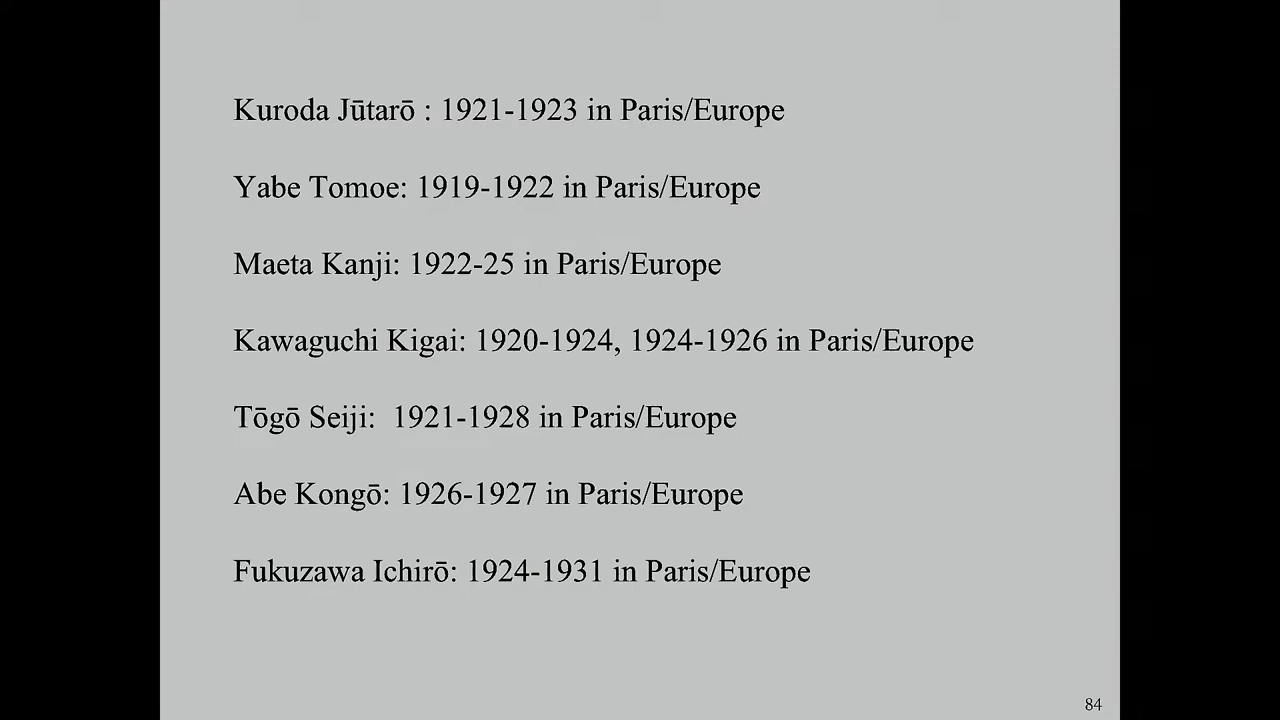 Kuroda Jūtarō : 1921-1923 in Paris/Europe
Yabe Tomoe: 1919-1922 in Paris/Europe
Maeta Kanji: 1922-25 in Paris/Europe
Kawaguchi Kigai: 1920-1924, 1924-1926 in Paris/Europe
Tōgō Seiji:  1921-1928 in Paris/Europe
Abe Kongō: 1926-1927 in Paris/Europe
Fukuzawa Ichirō: 1924-1931 in Paris/Europe
84